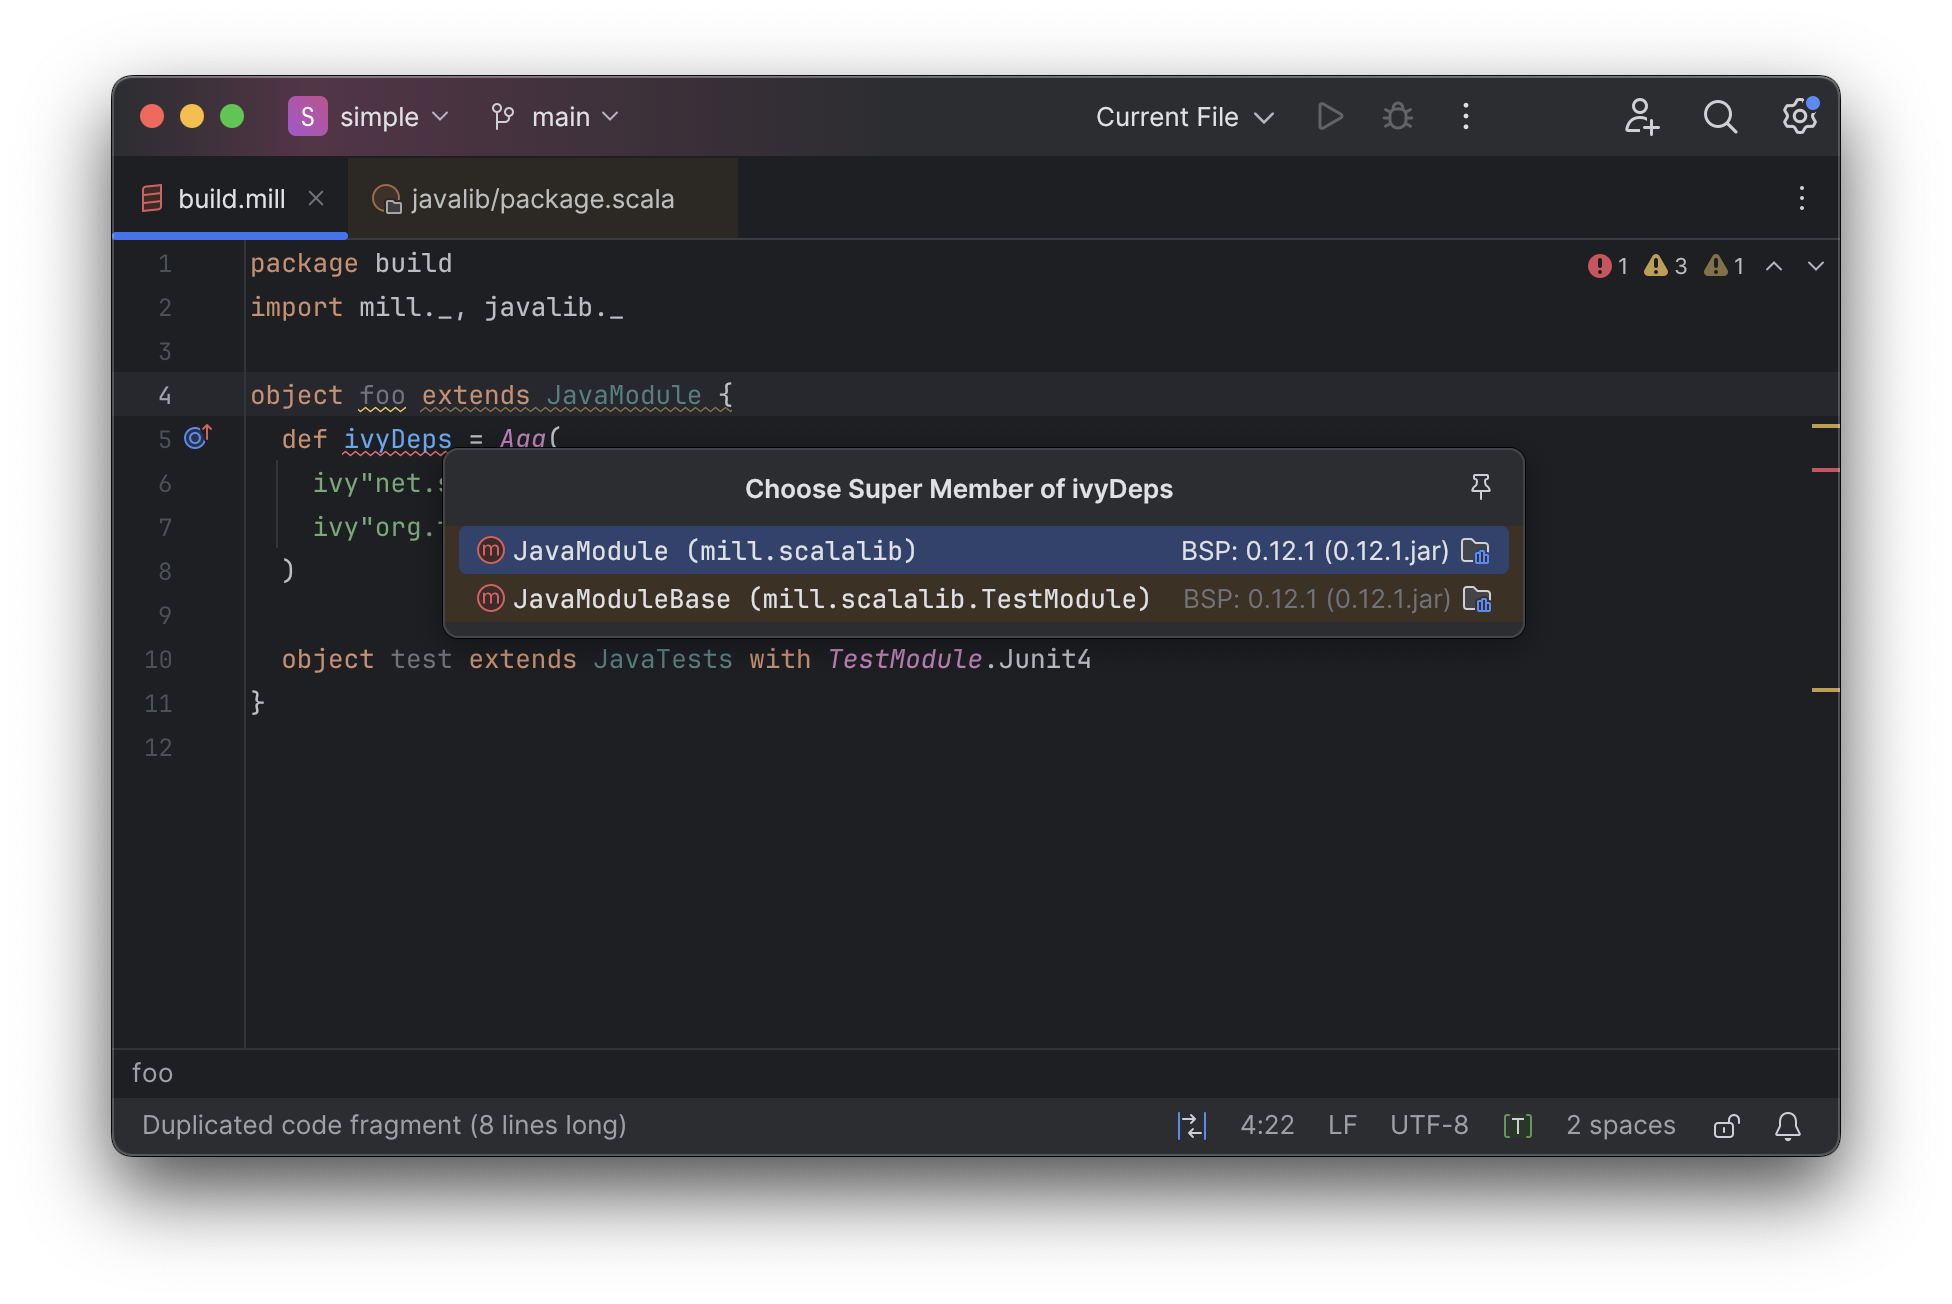 S simple main Current File
build.mill javalib/package.scala
1 package build
1 3 1
2 import mill._, javalib._
3
4 object foo extends JavaModule {
5 def ivyDeps = Agg(
6 ivy"net.
7 ivy"org.
8 )
9
10 object test extends JavaTests with TestModule.Junit4
11 }
12
Choose Super Member of ivyDeps
m JavaModule (mill.scalalib) BSP: 0.12.1 (0.12.1.jar)
m JavaModuleBase (mill.scalalib.TestModule) BSP: 0.12.1 (0.12.1.jar)
foo
Duplicated code fragment (8 lines long) 4:22 LF UTF-8 [T] 2 spaces